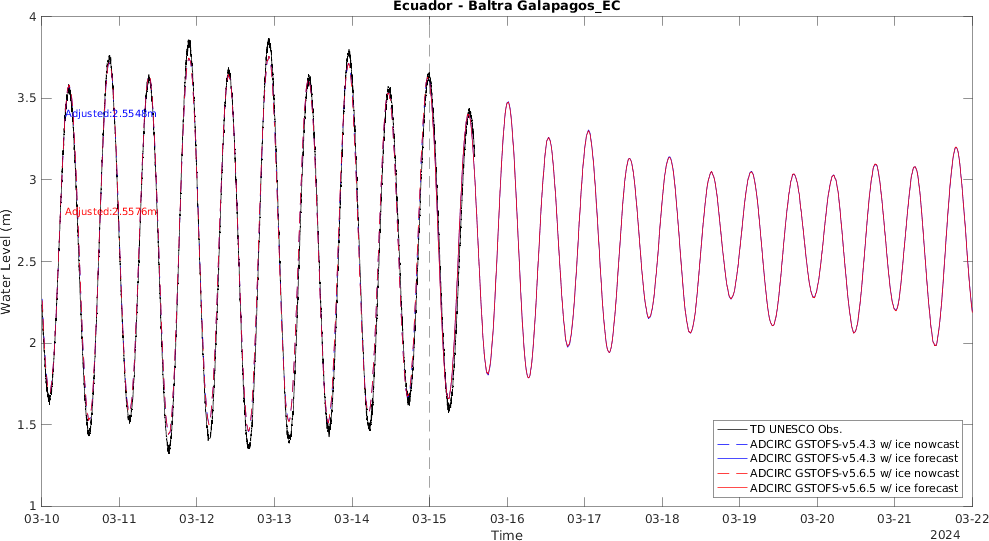 Ecuador - Baltra Galapagos_EC
4
3.5
3
2.5
2
1.5
1
Water Level (m)
Adjusted:2.5548m
Adjusted:2.5576m
TD UNESCO Obs.
ADCIRC GSTOFS-v5.4.3 w/ ice nowcast
ADCIRC GSTOFS-v5.4.3 w/ ice forecast
ADCIRC GSTOFS-v5.6.5 w/ ice nowcast
ADCIRC GSTOFS-v5.6.5 w/ ice forecast
03-10 03-11 03-12 03-13 03-14 03-15 03-16 03-17 03-18 03-19 03-20 03-21 03-22
Time
2024